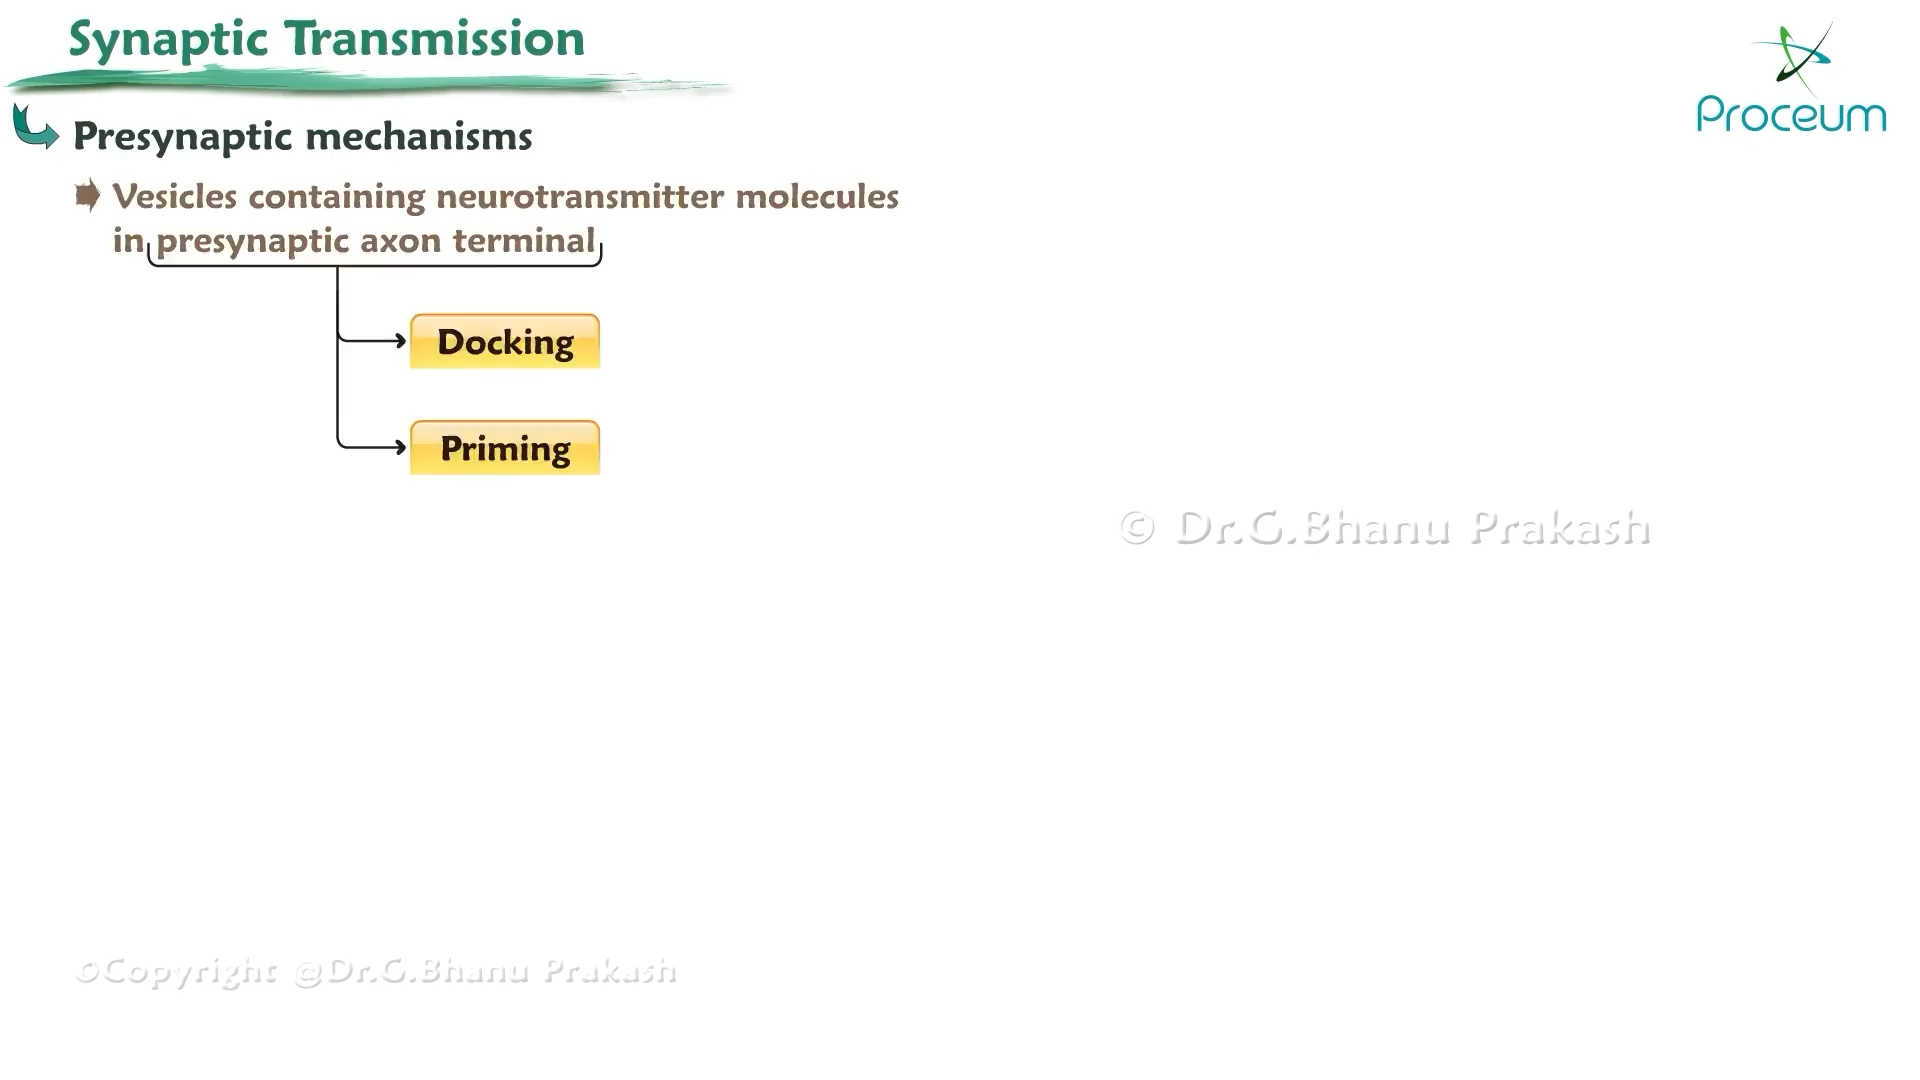 Synaptic Transmission
Proceum
Presynaptic mechanisms
Vesicles containing neurotransmitter molecules
in presynaptic axon terminal
Docking
Priming
© Dr.G.Bhanu Prakash
©Copyright @Dr.G.Bhanu Prakash